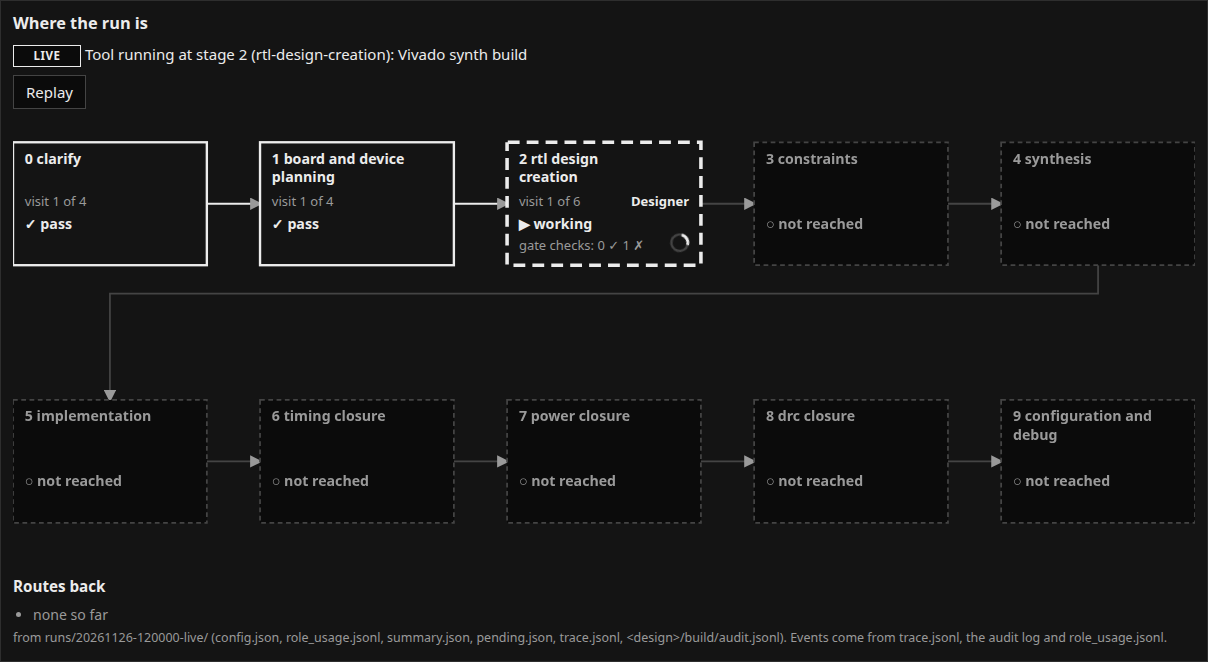 Where the run is
LIVE Tool running at stage 2 (rtl-design-creation): Vivado synth build
Replay
0 clarify
visit 1 of 4
✓ pass
1 board and device
planning
visit 1 of 4
✓ pass
2 rtl design
creation
visit 1 of 6 Designer
▶ working
gate checks: 0 ✓ 1 ✗
3 constraints
○ not reached
4 synthesis
○ not reached
5 implementation
○ not reached
6 timing closure
○ not reached
7 power closure
○ not reached
8 drc closure
○ not reached
9 configuration and
debug
○ not reached
Routes back
• none so far
from runs/20261126-120000-live/ (config.json, role_usage.jsonl, summary.json, pending.json, trace.jsonl, <design>/build/audit.jsonl). Events come from trace.jsonl, the audit log and role_usage.jsonl.